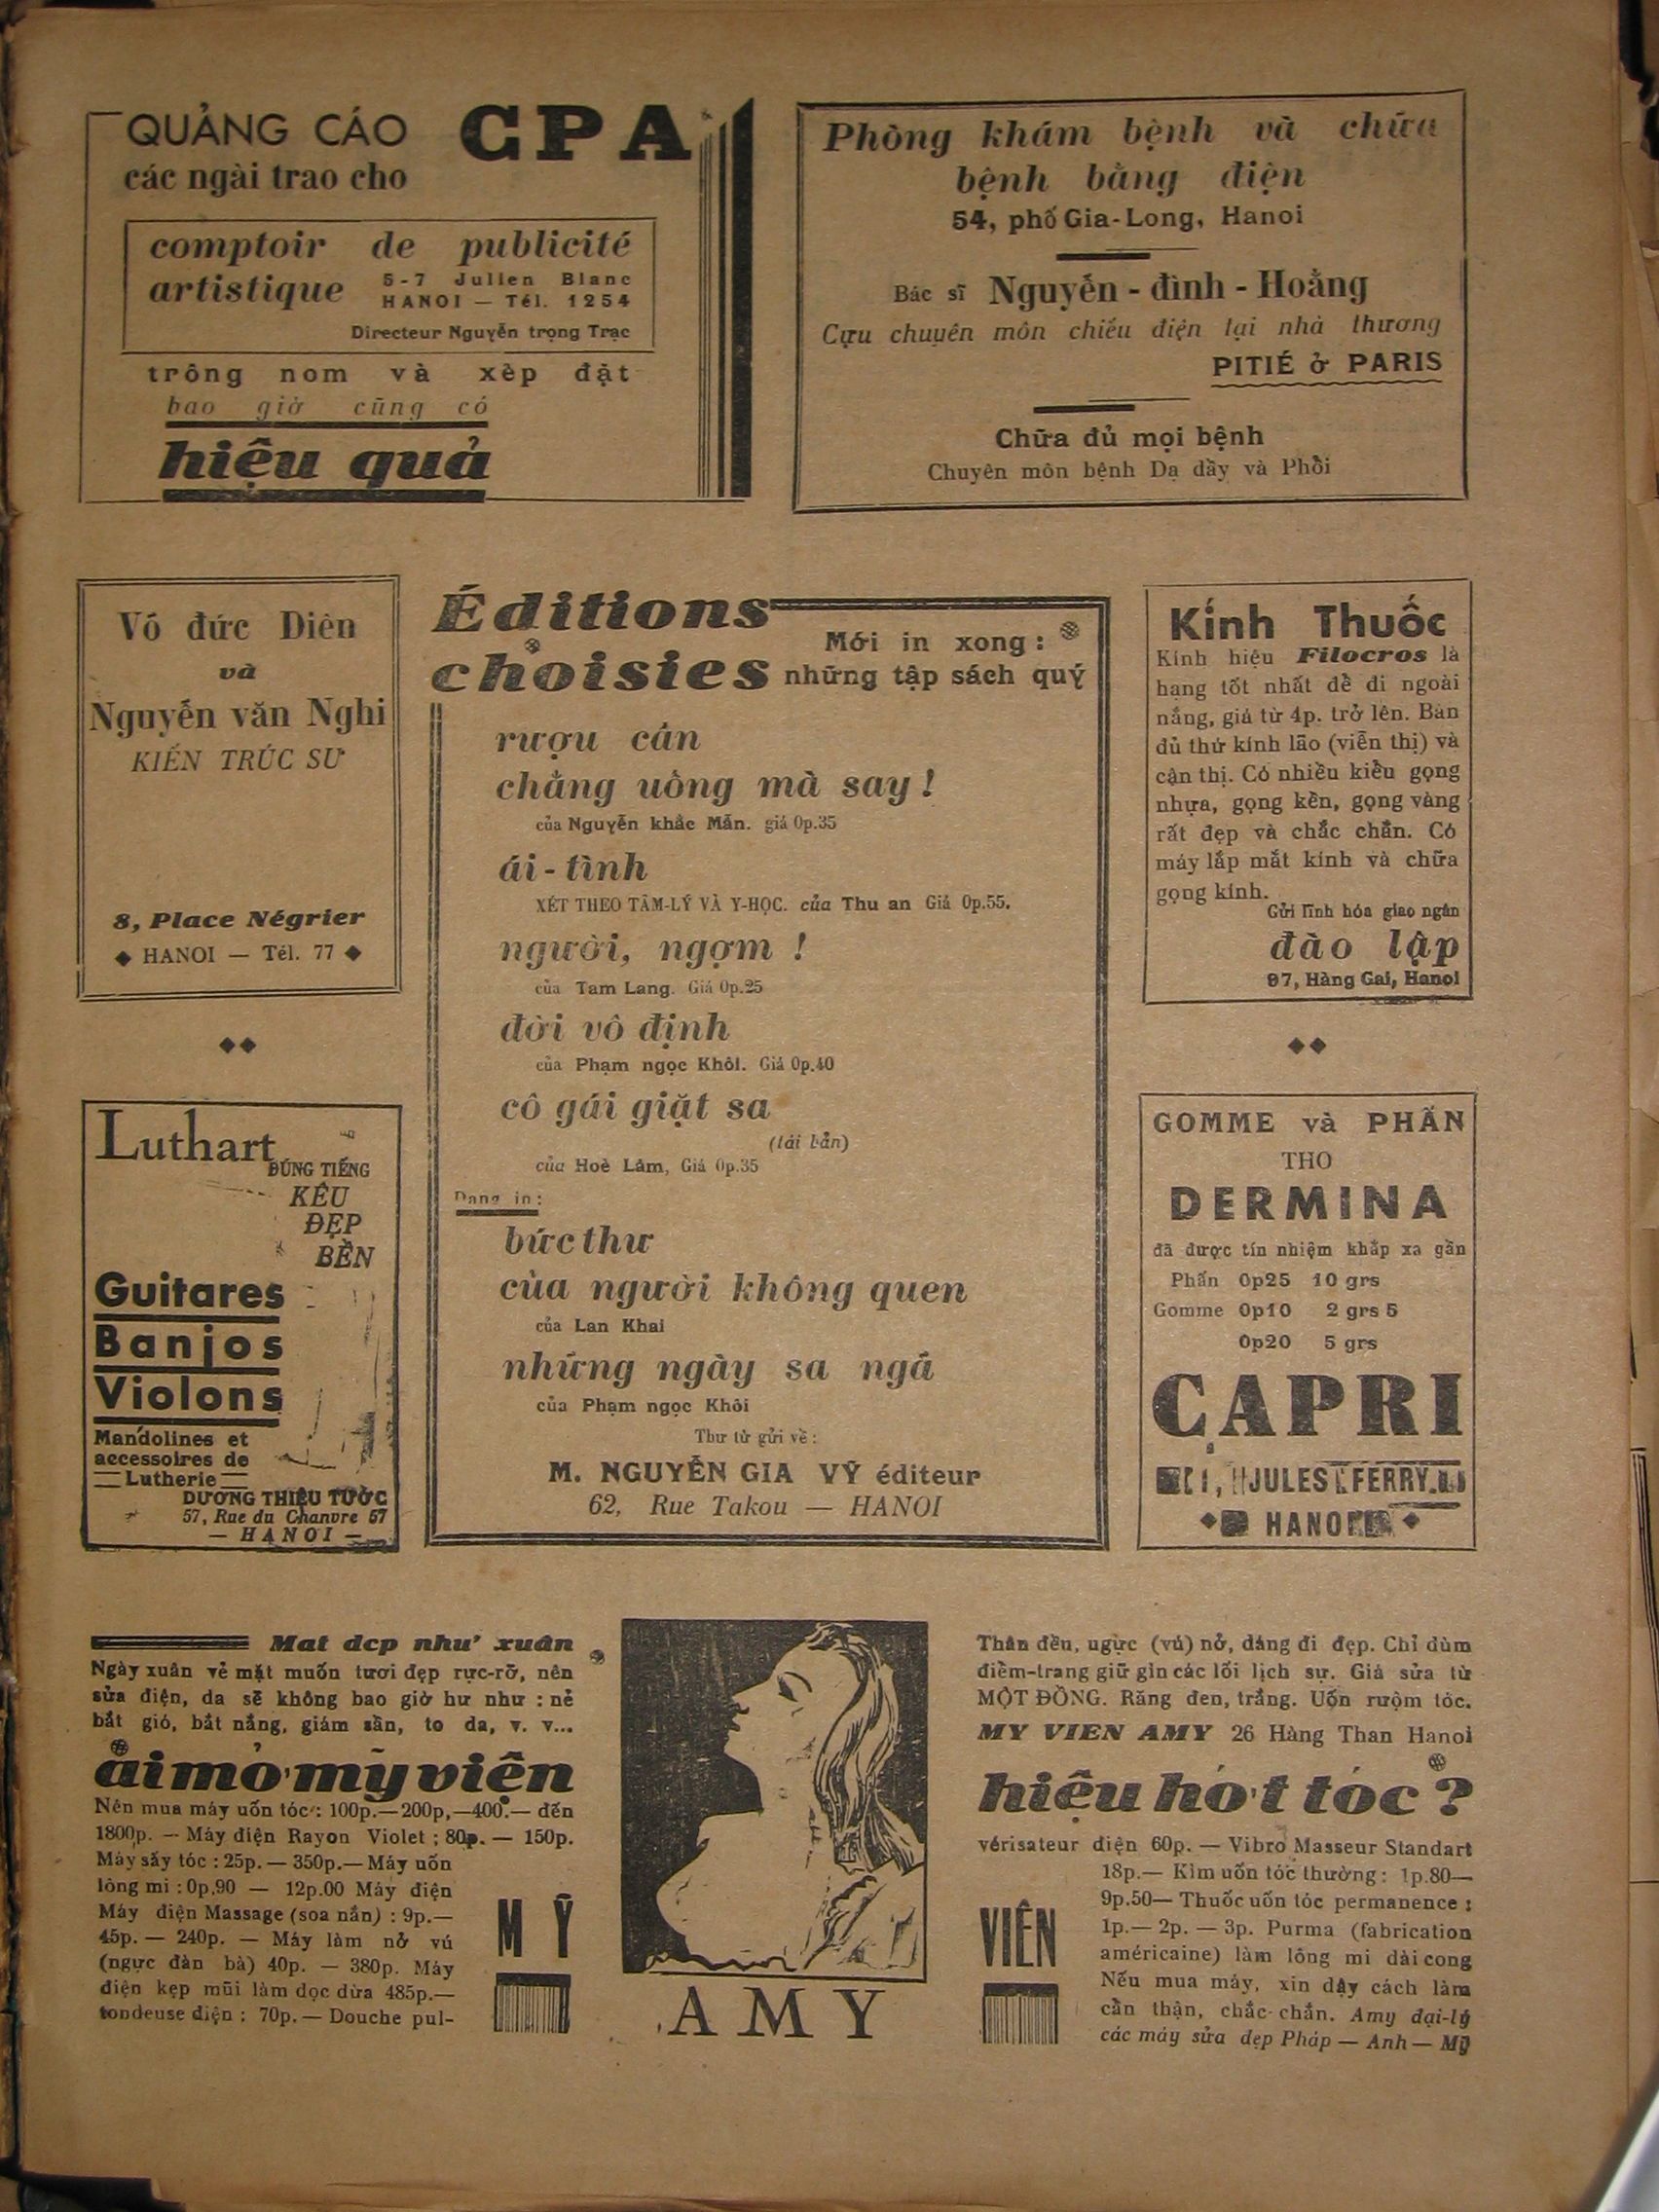 QUẢNG CÁO CPA
các ngài trao cho
comptoir de publicité
artistique
5-7 Julien Blanc
HANOI — Tél. 1254
Directeur Nguyễn trọng Trạc
trông nom và xèp đặt
bao giờ cũng có
hiệu quả
Phòng khám bệnh và chữa
bệnh bằng điện
54, phố Gia-Long, Hanoi
Bác sĩ Nguyễn-đình-Hoằng
Cựu chuyên môn chiếu điện tại nhà thương
PITIÉ ở PARIS
Chữa đủ mọi bệnh
Chuyên môn bệnh Dạ dầy và Phổi
Võ đức Diên
và
Nguyễn văn Nghi
KIẾN TRÚC SƯ
8, Place Négrier
◆ HANOI — Tél. 77 ◆
Éditions
choisies
Mới in xong:
những tập sách quý
rượu cần
chẳng uống mà say!
của Nguyễn khắc Mẫn. giá 0p.35
ái-tình
XÉT THEO TÂM-LÝ VÀ Y-HỌC. của Thu an Giá 0p.55.
người, ngợm !
của Tam Lang. Giá 0p.25
đời vô định
của Phạm ngọc Khôi. Giá 0p.40
cô gái giặt sa
(tái bản)
của Hoè Lâm, Giá 0p.35
Đang in:
bức thư
của người không quen
của Lan Khai
những ngày sa ngã
của Phạm ngọc Khôi
Thư từ gửi về:
M. NGUYỄN GIA VỸ éditeur
62, Rue Takou — HANOI
Kính Thuốc
Kính hiệu Filocros là
hạng tốt nhất để đi ngoài
nắng, giá từ 4p. trở lên. Bán
đủ thứ kính lão (viễn thị) và
cận thị. Có nhiều kiểu gọng
nhựa, gọng kền, gọng vàng
rất đẹp và chắc chắn. Có
máy lắp mắt kính và chữa
gọng kính.
Gửi lĩnh hóa giao ngân
đào lập
97, Hàng Gai, Hanoi
Luthart
ĐÚNG TIẾNG
KÊU
ĐẸP
BỀN
Guitares
Banjos
Violons
Mandolines et
accessoires de
Lutherie
DƯƠNG THIỆU TƯỚC
57, Rue du Chanvre 57
— HANOI —
GOMME và PHẤN
THO
DERMINA
đã được tín nhiệm khắp xa gần
Phấn 0p25 10 grs
Gomme 0p10 2 grs 5
0p20 5 grs
CAPRI
JULES FERRY
HANOI
Mat dcp như xuân
Ngày xuân vẻ mặt muốn tươi đẹp rực-rỡ, nên
sửa điện, da sẽ không bao giờ hư như : nẻ
bắt gió, bắt nắng, giám sần, to da, v. v...
ai mở mỹ viện
Nên mua máy uốn tóc: 100p.—200p,—400.— đến
1800p. — Máy điện Rayon Violet ; 80p. — 150p.
Máy sấy tóc : 25p. — 350p.— Máy uốn
lông mi : 0p,90 — 12p.00 Máy điện
Máy điện Massage (soa nắn) : 9p.—
45p. — 240p. — Máy làm nở vú
(ngực đàn bà) 40p. — 380p. Máy
điện kẹp mũi làm dọc dừa 485p.—
tondeuse điện : 70p. — Douche pul-
MỸ
AMY
VIÊN
Thân đều, ugực (vú) nở, dáng đi đẹp. Chỉ dùm
điềm-trang giữ gìn các lối lịch sự. Giá sửa từ
MỘT ĐỒNG. Răng đen, trắng. Uốn rườm tóc.
MY VIEN AMY 26 Hàng Than Hanoi
hiệu hớt tóc ?
vérisateur điện 60p. — Vibro Masseur Standart
18p.— Kìm uốn tóc thường : 1p.80—
9p.50— Thuốc uốn tóc permanence :
1p.— 2p. — 3p. Purma (fabrication
américaine) làm lông mi dài cong
Nếu mua máy, xin dậy cách làm
cẩn thận, chắc-chắn. Amy đại-lý
các máy sửa đẹp Pháp — Anh — Mỹ